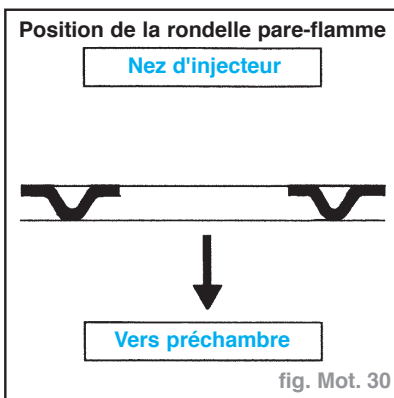 Position de la rondelle pare-flamme
Nez d'injecteur
Vers préchambre
fig. Mot. 30